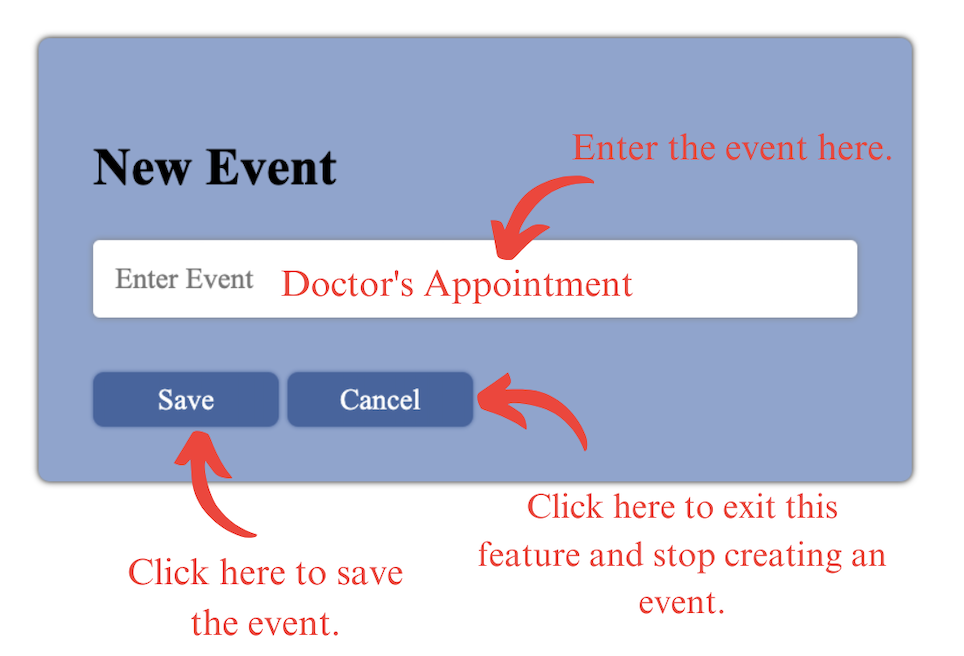 Enter the event here.
New Event
Enter Event Doctor's Appointment
Save Cancel
Click here to exit this
feature and stop creating an
event.
Click here to save
the event.